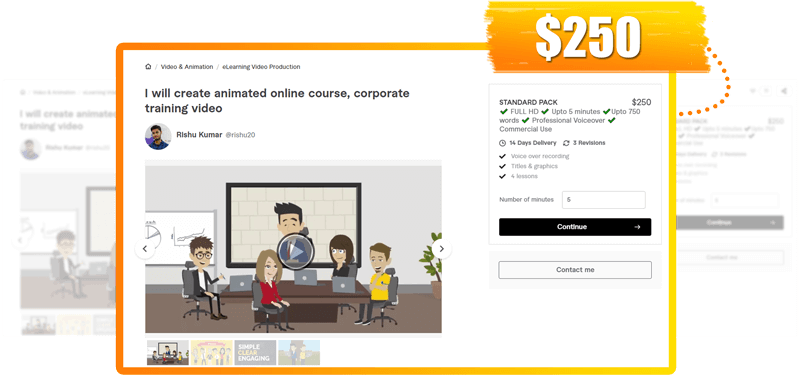 $250
Video & Animation / eLearning Video Production
I will create animated online course, corporate
training video
Rishu Kumar @rishu20
STANDARD PACK $250
✔ FULL HD ✔ Upto 5 minutes ✔Upto 750
words ✔ Professional Voiceover ✔
Commercial Use
14 Days Delivery 3 Revisions
✔ Voice over recording
✔ Titles & graphics
✔ 4 lessons
Number of minutes 5
Continue →
Contact me
SIMPLE
CLEAR
ENGAGING